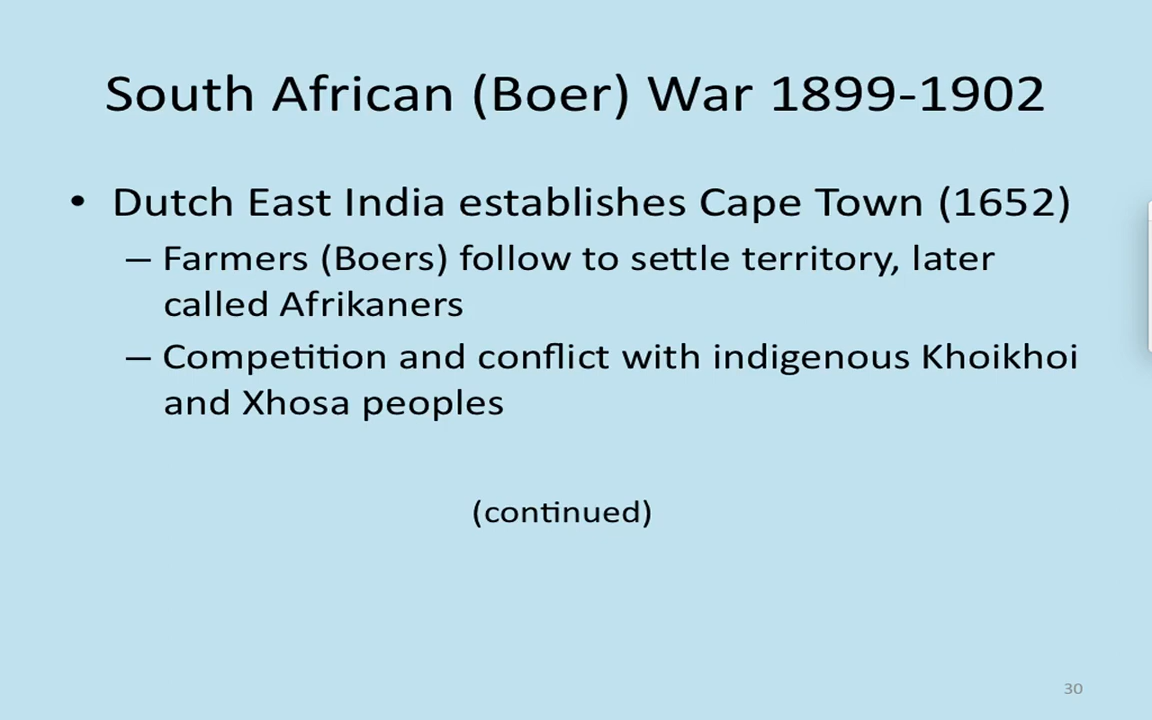 South African (Boer) War 1899-1902
• Dutch East India establishes Cape Town (1652)
– Farmers (Boers) follow to settle territory, later
called Afrikaners
– Competition and conflict with indigenous Khoikhoi
and Xhosa peoples
(continued)
30